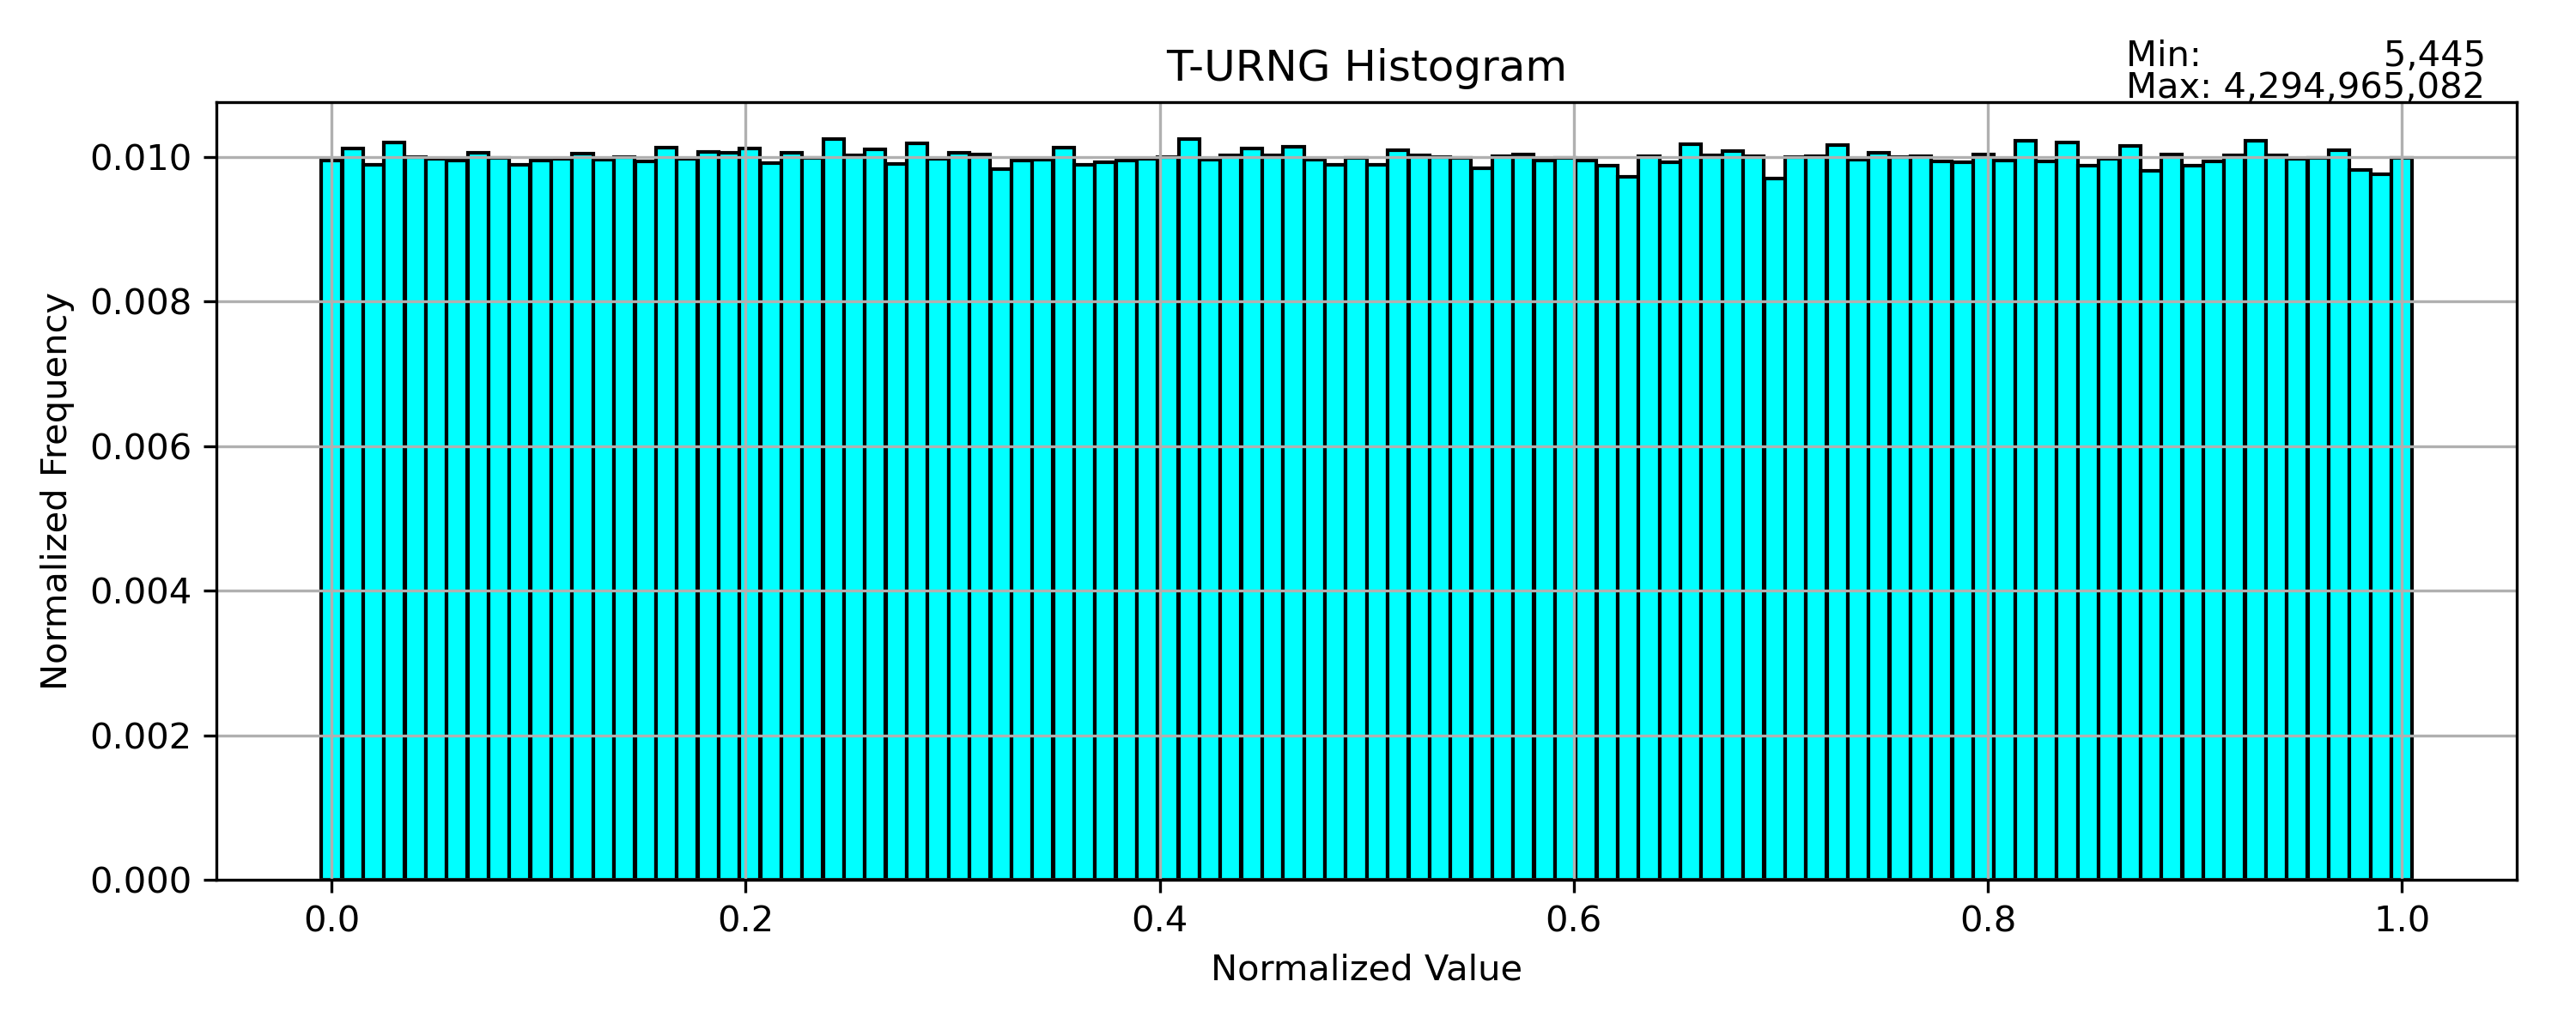 T-URNG Histogram
Min: 5,445
Max: 4,294,965,082
Normalized Frequency
0.010
0.008
0.006
0.004
0.002
0.000
0.0 0.2 0.4 0.6 0.8 1.0
Normalized Value